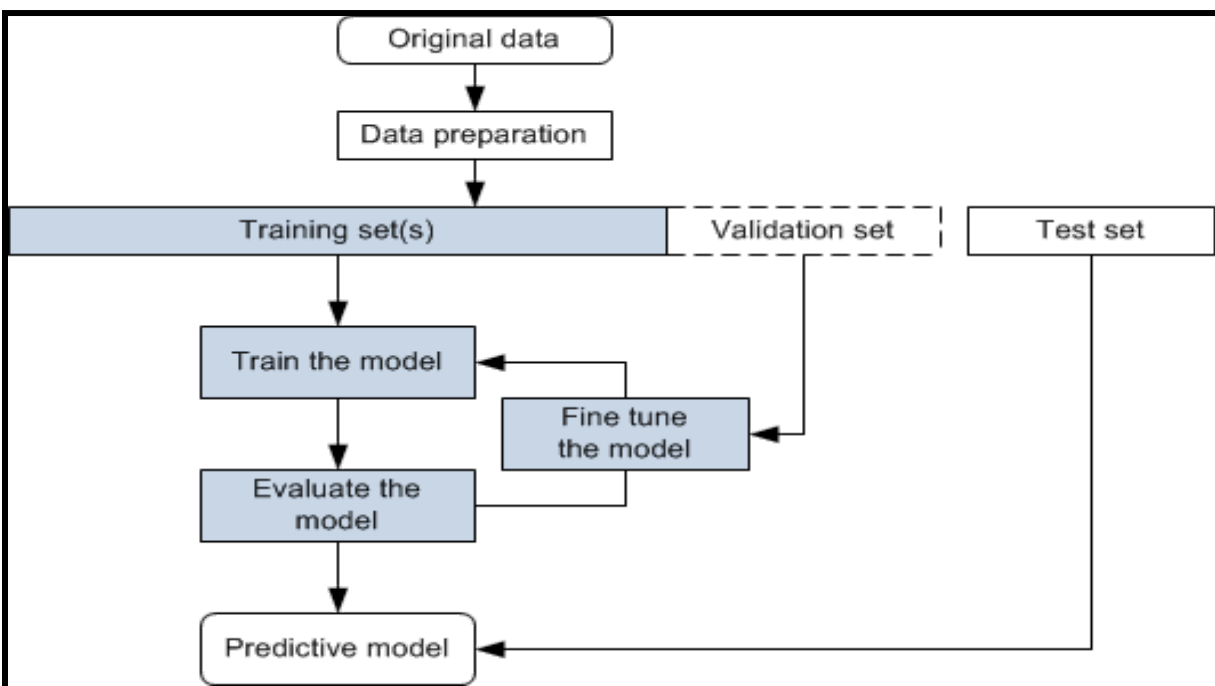 Original data
Data preparation
Training set(s)
Validation set
Test set
Train the model
Fine tune
the model
Evaluate the
model
Predictive model